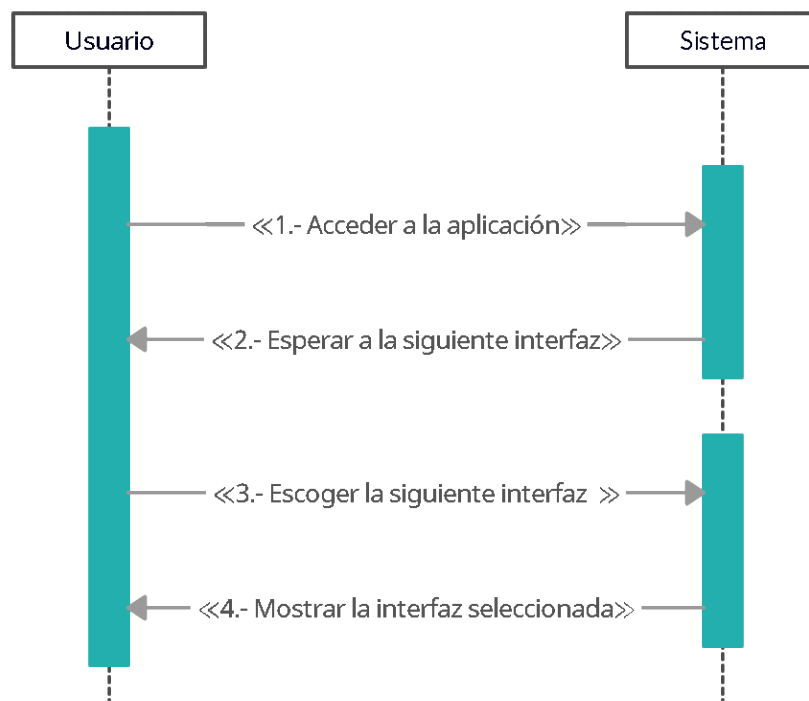 Usuario
Sistema
≪1.- Acceder a la aplicación≫
≪2.- Esperar a la siguiente interfaz≫
≪3.- Escoger la siguiente interfaz ≫
≪4.- Mostrar la interfaz seleccionada≫